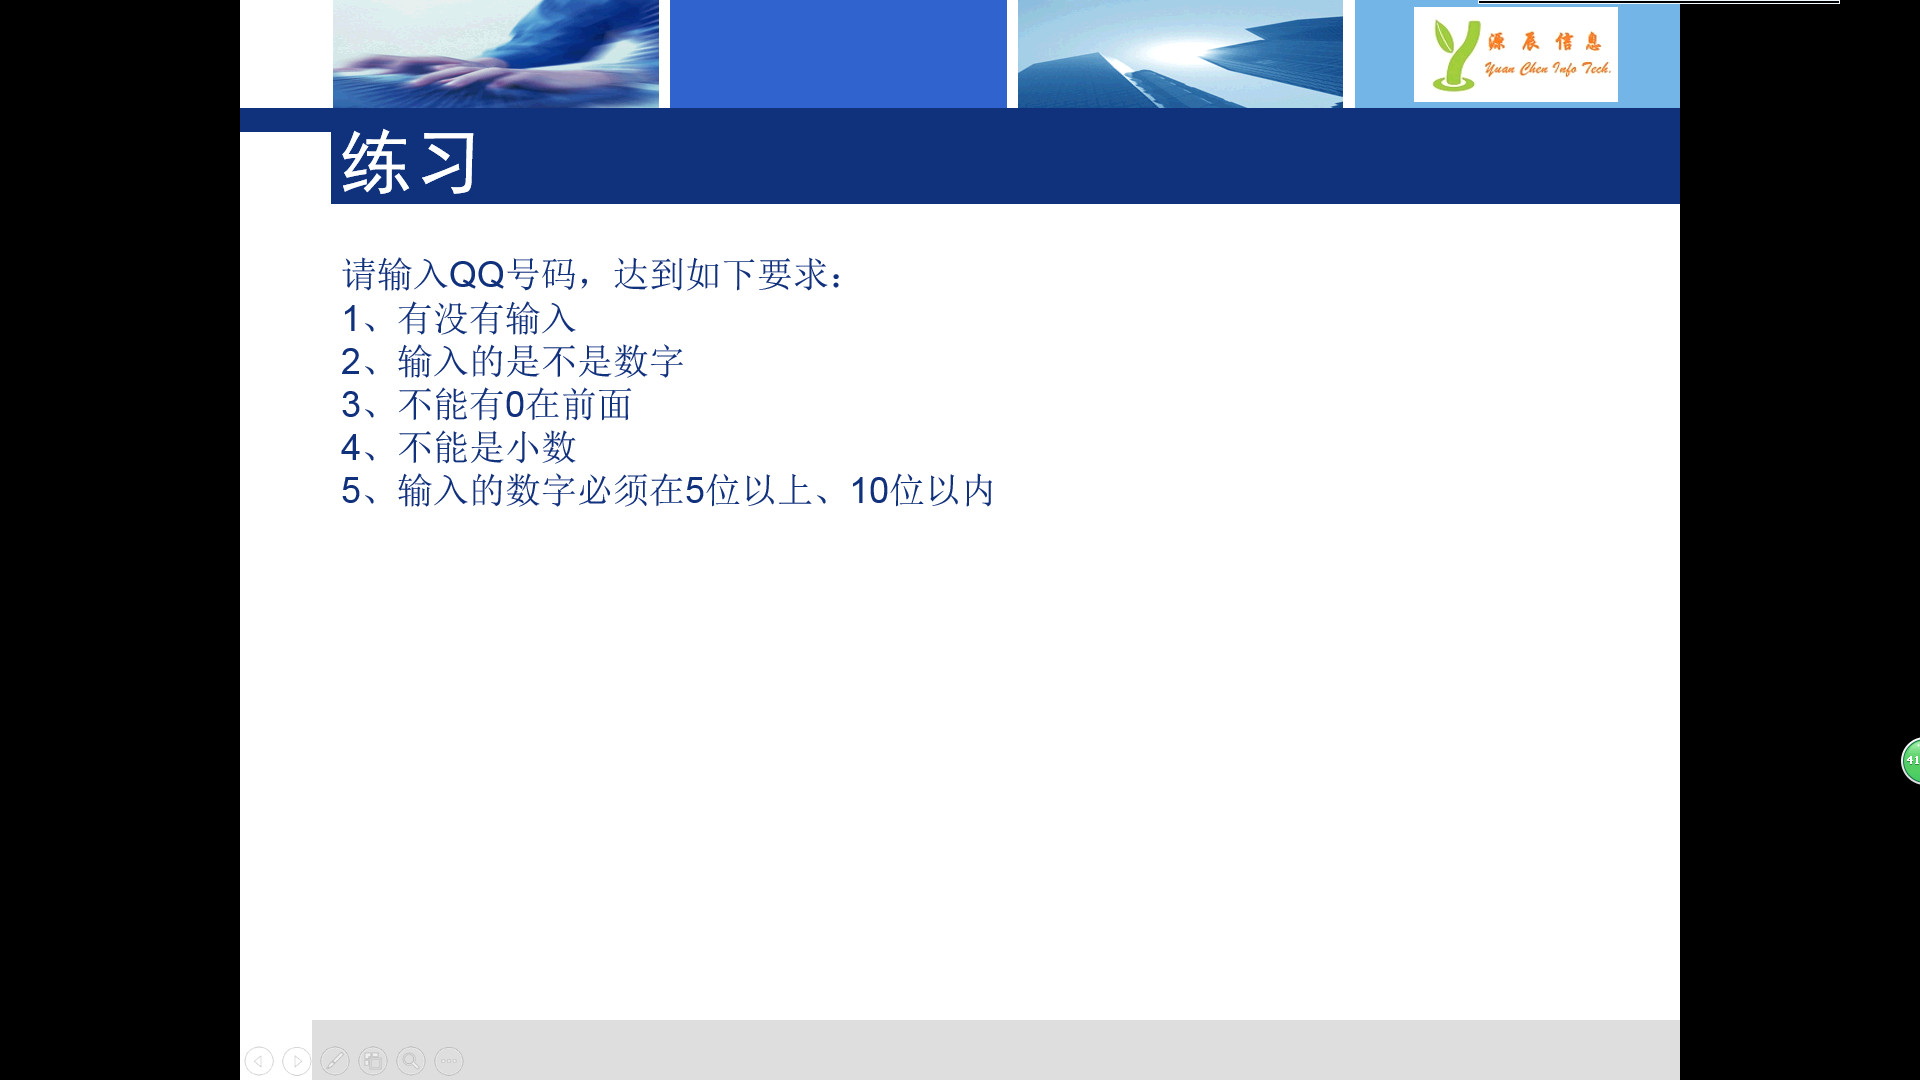 源辰信息
Yuan Chen Info Tech.
练习
请输入QQ号码，达到如下要求：
1、有没有输入
2、输入的是不是数字
3、不能有0在前面
4、不能是小数
5、输入的数字必须在5位以上、10位以内
41